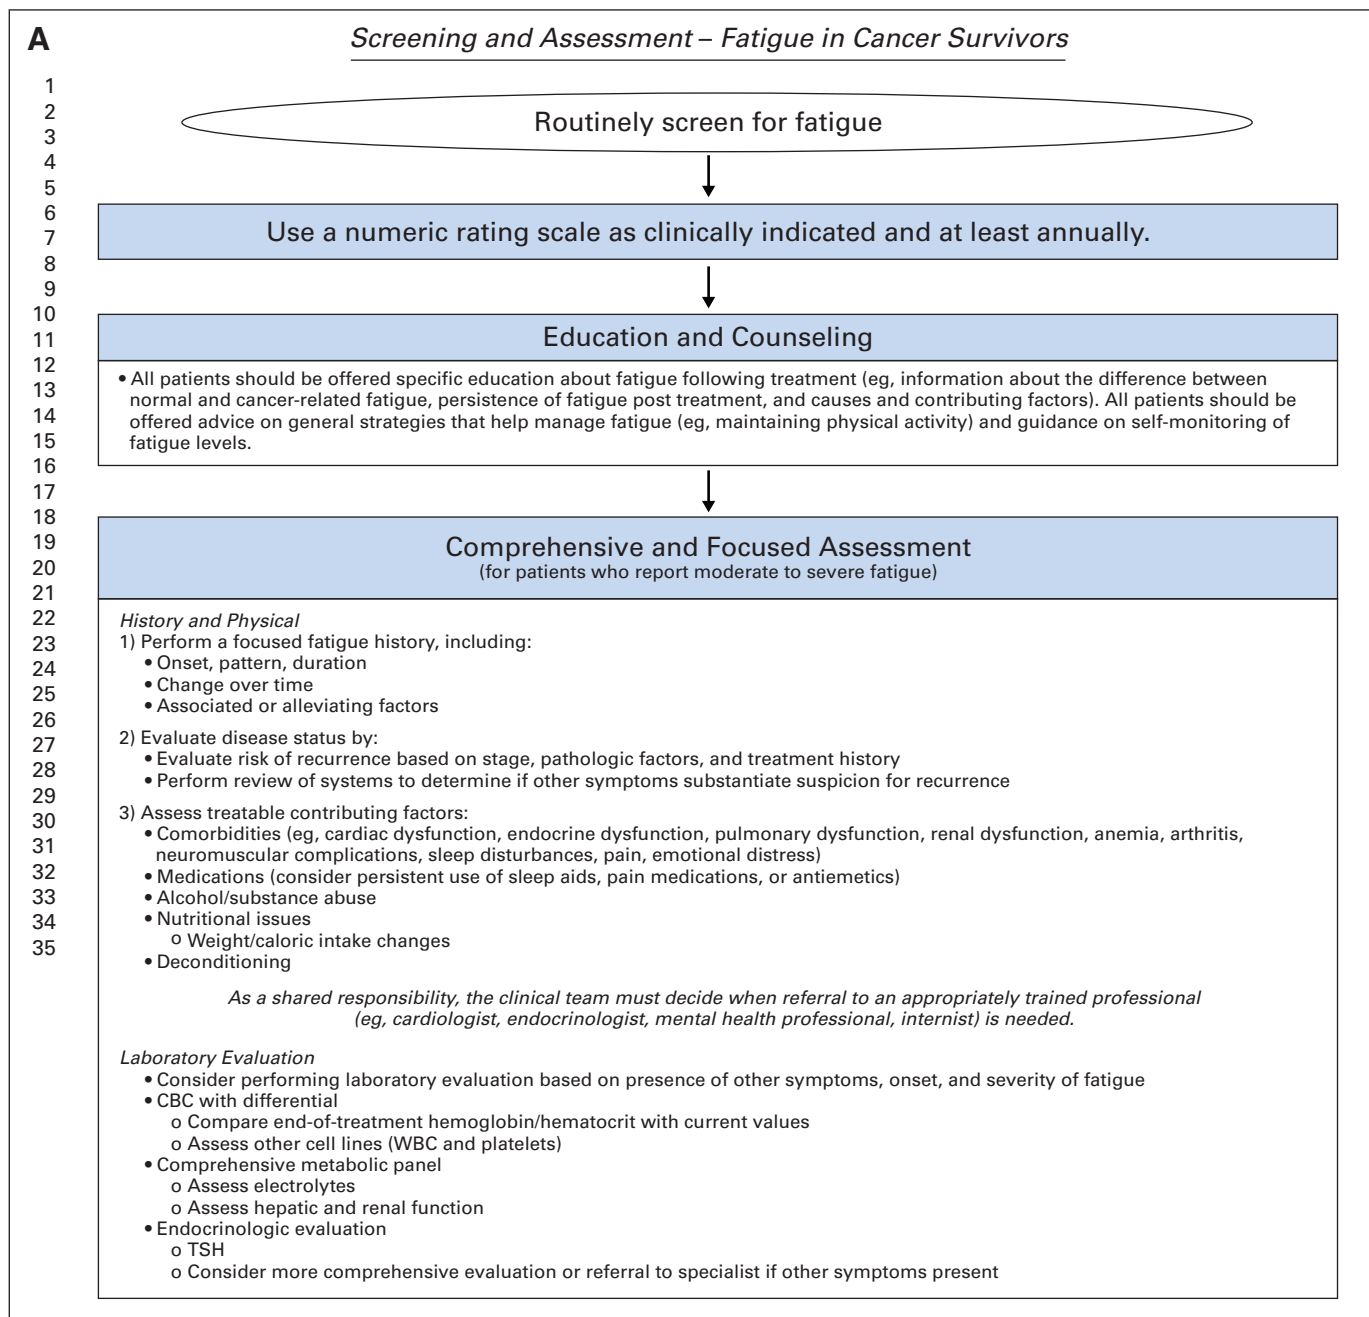 A
Screening and Assessment – Fatigue in Cancer Survivors
1
2
3
4
5
6
7
8
9
10
11
12
13
14
15
16
17
18
19
20
21
22
23
24
25
26
27
28
29
30
31
32
33
34
35
Routinely screen for fatigue
Use a numeric rating scale as clinically indicated and at least annually.
Education and Counseling
• All patients should be offered specific education about fatigue following treatment (eg, information about the difference between
normal and cancer-related fatigue, persistence of fatigue post treatment, and causes and contributing factors). All patients should be
offered advice on general strategies that help manage fatigue (eg, maintaining physical activity) and guidance on self-monitoring of
fatigue levels.
Comprehensive and Focused Assessment
(for patients who report moderate to severe fatigue)
History and Physical
1) Perform a focused fatigue history, including:
• Onset, pattern, duration
• Change over time
• Associated or alleviating factors
2) Evaluate disease status by:
• Evaluate risk of recurrence based on stage, pathologic factors, and treatment history
• Perform review of systems to determine if other symptoms substantiate suspicion for recurrence
3) Assess treatable contributing factors:
• Comorbidities (eg, cardiac dysfunction, endocrine dysfunction, pulmonary dysfunction, renal dysfunction, anemia, arthritis,
neuromuscular complications, sleep disturbances, pain, emotional distress)
• Medications (consider persistent use of sleep aids, pain medications, or antiemetics)
• Alcohol/substance abuse
• Nutritional issues
o Weight/caloric intake changes
• Deconditioning
As a shared responsibility, the clinical team must decide when referral to an appropriately trained professional
(eg, cardiologist, endocrinologist, mental health professional, internist) is needed.
Laboratory Evaluation
• Consider performing laboratory evaluation based on presence of other symptoms, onset, and severity of fatigue
• CBC with differential
o Compare end-of-treatment hemoglobin/hematocrit with current values
o Assess other cell lines (WBC and platelets)
• Comprehensive metabolic panel
o Assess electrolytes
o Assess hepatic and renal function
• Endocrinologic evaluation
o TSH
o Consider more comprehensive evaluation or referral to specialist if other symptoms present